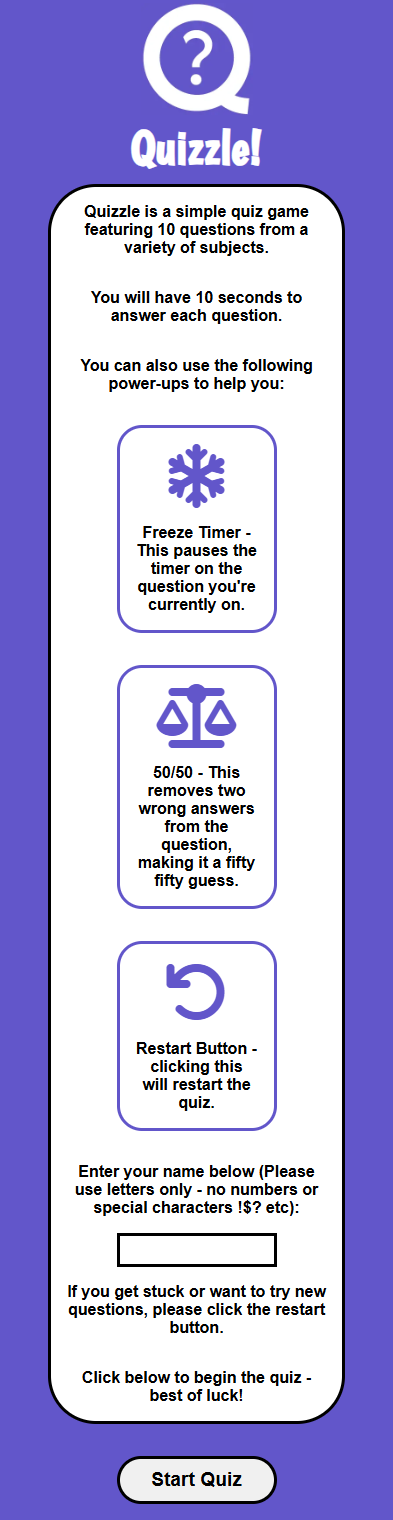 ?
Quizzle!
Quizzle is a simple quiz game
featuring 10 questions from a
variety of subjects.
You will have 10 seconds to
answer each question.
You can also use the following
power-ups to help you:
Freeze Timer -
This pauses the
timer on the
question you're
currently on.
50/50 - This
removes two
wrong answers
from the
question,
making it a fifty
fifty guess.
Restart Button -
clicking this
will restart the
quiz.
Enter your name below (Please
use letters only - no numbers or
special characters !$? etc):
If you get stuck or want to try new
questions, please click the restart
button.
Click below to begin the quiz -
best of luck!
Start Quiz